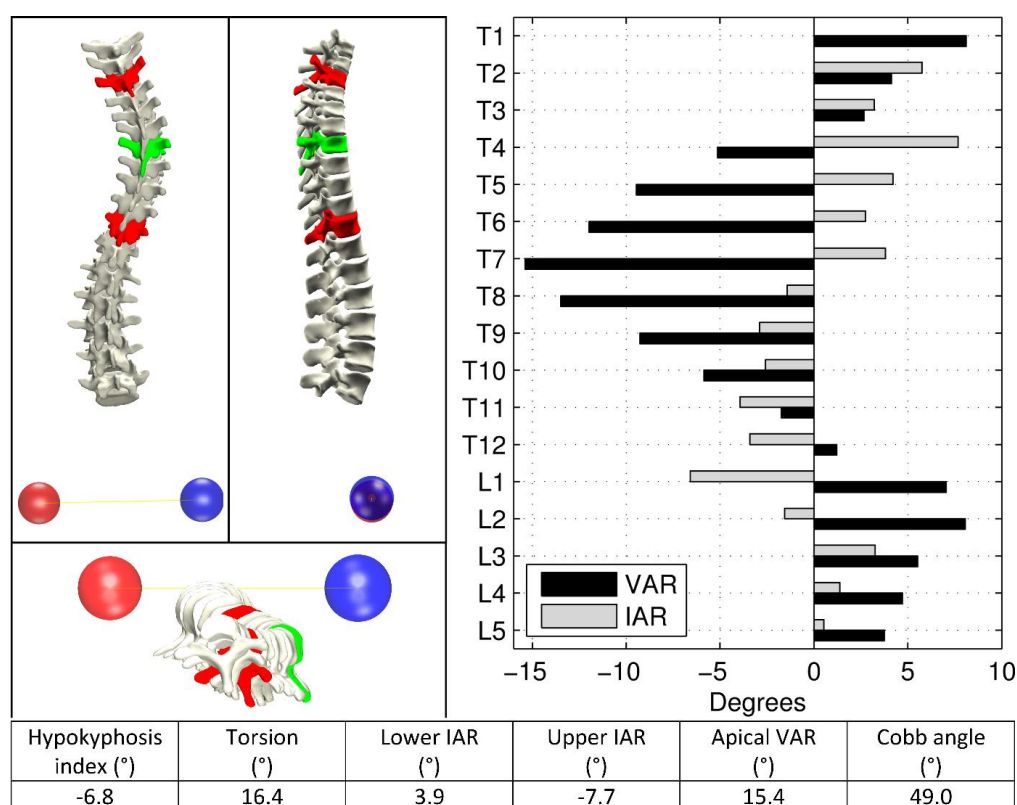 T1
T2
T3
T4
T5
T6
T7
T8
T9
T10
T11
T12
L1
L2
L3
L4
L5
VAR
IAR
−15 −10 −5 0 5 10
Degrees
Hypokyphosis index (°) Torsion (°) Lower IAR (°) Upper IAR (°) Apical VAR (°) Cobb angle (°)
-6.8 16.4 3.9 -7.7 15.4 49.0